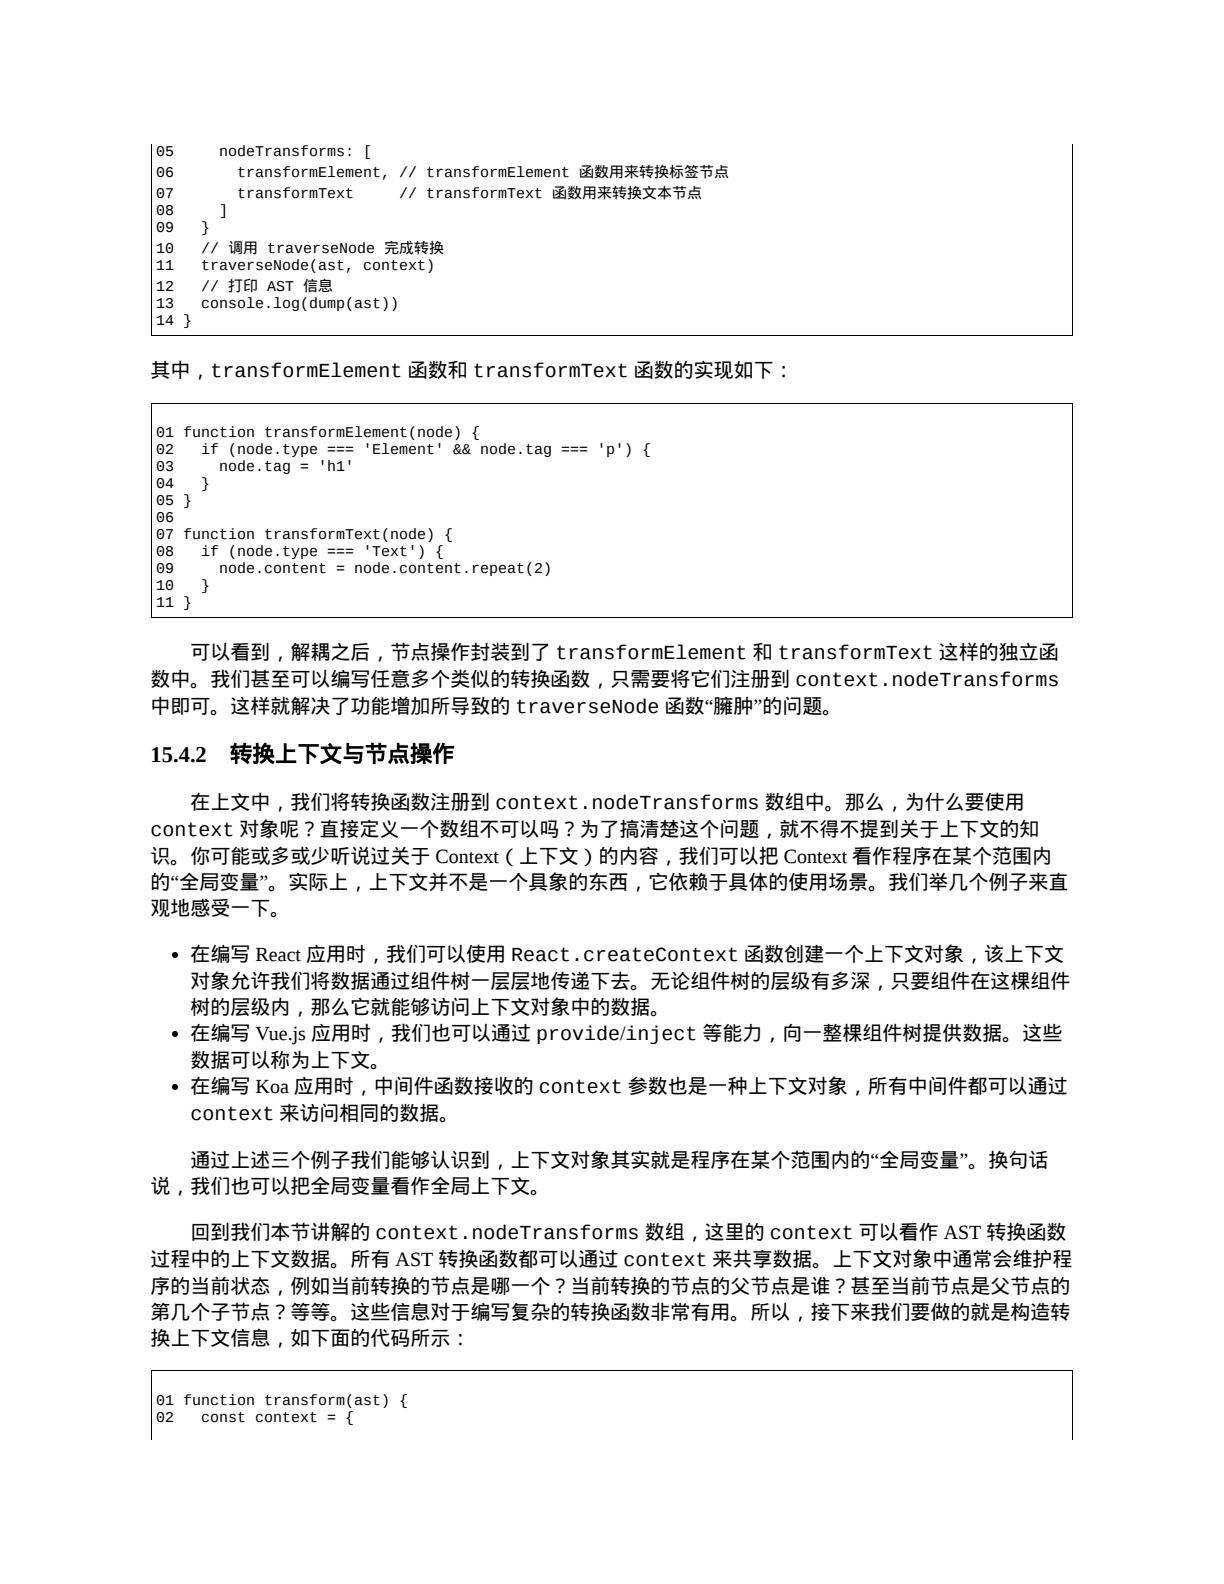 05     nodeTransforms: [
06       transformElement, // transformElement 函数用来转换标签节点
07       transformText     // transformText 函数用来转换文本节点
08     ]
09   }
10   // 调用 traverseNode 完成转换
11   traverseNode(ast, context)
12   // 打印 AST 信息
13   console.log(dump(ast))
14 }
其中，transformElement 函数和 transformText 函数的实现如下：
01 function transformElement(node) {
02   if (node.type === 'Element' && node.tag === 'p') {
03     node.tag = 'h1'
04   }
05 }
06
07 function transformText(node) {
08   if (node.type === 'Text') {
09     node.content = node.content.repeat(2)
10   }
11 }
可以看到，解耦之后，节点操作封装到了 transformElement 和 transformText 这样的独立函
数中。我们甚至可以编写任意多个类似的转换函数，只需要将它们注册到 context.nodeTransforms
中即可。这样就解决了功能增加所导致的 traverseNode 函数“臃肿”的问题。
15.4.2　转换上下文与节点操作
在上文中，我们将转换函数注册到 context.nodeTransforms 数组中。那么，为什么要使用
context 对象呢？直接定义一个数组不可以吗？为了搞清楚这个问题，就不得不提到关于上下文的知
识。你可能或多或少听说过关于 Context（上下文）的内容，我们可以把 Context 看作程序在某个范围内
的“全局变量”。实际上，上下文并不是一个具象的东西，它依赖于具体的使用场景。我们举几个例子来直
观地感受一下。
• 在编写 React 应用时，我们可以使用 React.createContext 函数创建一个上下文对象，该上下文
对象允许我们将数据通过组件树一层层地传递下去。无论组件树的层级有多深，只要组件在这棵组件
树的层级内，那么它就能够访问上下文对象中的数据。
• 在编写 Vue.js 应用时，我们也可以通过 provide/inject 等能力，向一整棵组件树提供数据。这些
数据可以称为上下文。
• 在编写 Koa 应用时，中间件函数接收的 context 参数也是一种上下文对象，所有中间件都可以通过
context 来访问相同的数据。
通过上述三个例子我们能够认识到，上下文对象其实就是程序在某个范围内的“全局变量”。换句话
说，我们也可以把全局变量看作全局上下文。
回到我们本节讲解的 context.nodeTransforms 数组，这里的 context 可以看作 AST 转换函数
过程中的上下文数据。所有 AST 转换函数都可以通过 context 来共享数据。上下文对象中通常会维护程
序的当前状态，例如当前转换的节点是哪一个？当前转换的节点的父节点是谁？甚至当前节点是父节点的
第几个子节点？等等。这些信息对于编写复杂的转换函数非常有用。所以，接下来我们要做的就是构造转
换上下文信息，如下面的代码所示：
01 function transform(ast) {
02   const context = {